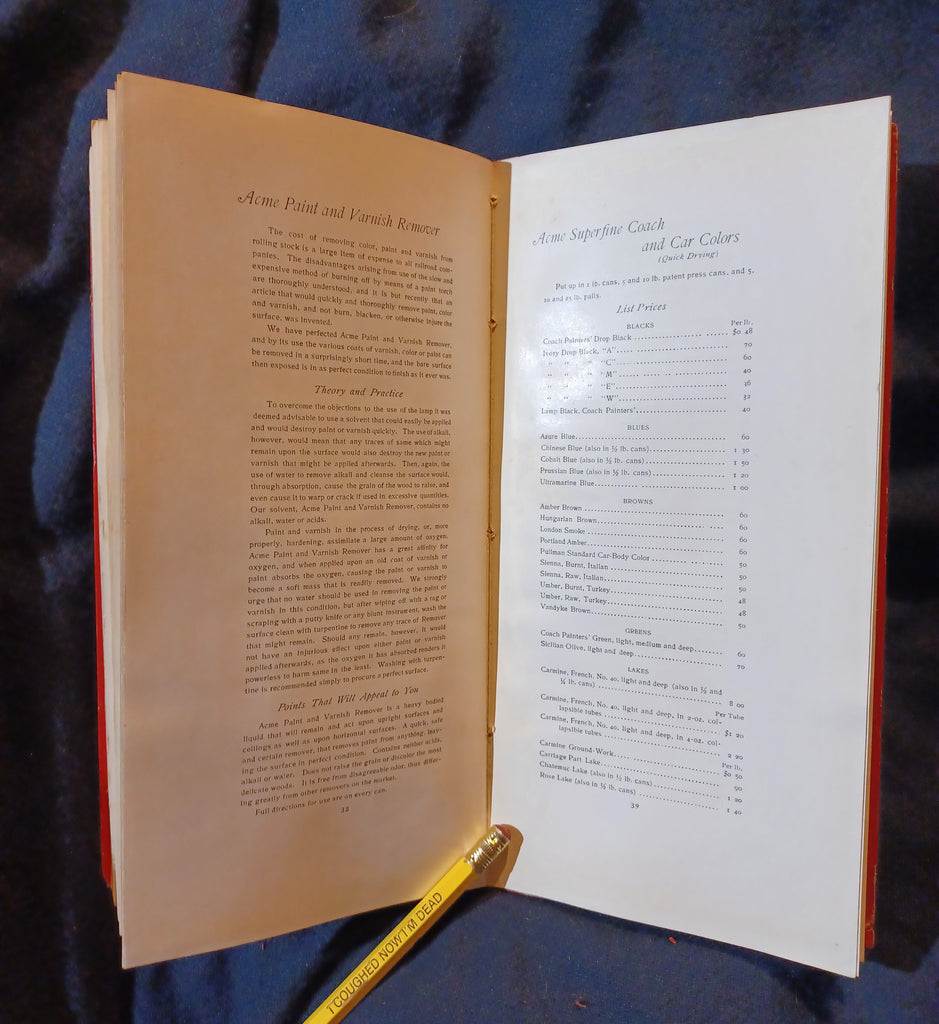 Acme Paint and Varnish Remover
The cost of removing color, paint and varnish from
rolling stock is a large item of expense to all railroad com-
panies. The disadvantages arising from use of the slow and
expensive method of burning off by means of a paint torch
are thoroughly understood, and it is but recently that an
article that would quickly and thoroughly remove paint, color
and varnish, and not burn, blacken, or otherwise injure the
surface, was invented.
We have perfected Acme Paint and Varnish Remover,
and by its use the various coats of varnish, color or paint can
be removed in a surprisingly short time, and the bare surface
then exposed is in as perfect condition to finish as it ever was.
Theory and Practice
To overcome the objections to the use of the lamp it was
deemed advisable to use a solvent that could easily be applied
and would destroy paint or varnish quickly. The use of alkali,
however, would mean that any traces of same which might
remain upon the surface would also destroy the new paint or
varnish that might be applied afterwards. Then, again, the
use of water to remove alkali and cleanse the surface would,
through absorption, cause the grain of the wood to raise, and
even cause it to warp or crack if used in excessive quantities.
Our solvent, Acme Paint and Varnish Remover, contains no
alkali, water or acids.
Paint and varnish in the process of drying, or, more
properly, hardening, assimilate a large amount of oxygen.
Acme Paint and Varnish Remover has a great affinity for
oxygen, and when applied upon an old coat of varnish or
paint absorbs the oxygen, causing the paint or varnish to
become a soft mass that is readily removed. We strongly
urge that no water should be used in removing the paint or
varnish in this condition, but after wiping off with a rag or
scraping with a putty knife or any blunt instrument, wash the
surface clean with turpentine to remove any trace of Remover
that might remain. Should any remain, however, it would
not have an injurious effect upon either paint or varnish
applied afterwards, as the oxygen it has absorbed renders it
powerless to harm same in the least. Washing with turpen-
tine is recommended simply to procure a perfect surface.
Points That Will Appeal to You
Acme Paint and Varnish Remover is a heavy bodied
liquid that will remain and act upon upright surfaces and
ceilings as well as upon horizontal surfaces. A quick, safe
and certain remover, that removes paint from anything, leav-
ing the surface in perfect condition. Contains neither acids,
alkali or water. Does not raise the grain or discolor the most
delicate woods. It is free from disagreeable odor, thus differ-
ing greatly from other removers on the market.
Full directions for use are on every can.
Acme Superfine Coach
and Car Colors
(Quick Drying)
Put up in 1 lb. cans, 5 and 10 lb. patent press cans, and 5,
10 and 25 lb. pails.
List Prices
BLACKS Per lb.
Coach Painters' Drop Black $0 48
Ivory Drop Black, "A" 70
" " " "C" 60
" " " "M" 40
" " " "E" 36
" " " "W" 32
Lamp Black, Coach Painters' 40
BLUES
Azure Blue 60
Chinese Blue (also in ½ lb. cans) 1 30
Cobalt Blue (also in ½ lb. cans) 1 50
Prussian Blue (also in ½ lb. cans) 1 20
Ultramarine Blue 1 00
BROWNS
Amber Brown 60
Hungarian Brown 60
London Smoke 60
Portland Amber 60
Pullman Standard Car-Body Color 50
Sienna, Burnt, Italian 50
Sienna, Raw, Italian 50
Umber, Burnt, Turkey 48
Umber, Raw, Turkey 48
Vandyke Brown 50
GREENS
Coach Painters' Green, light, medium and deep 60
Sicilian Olive, light and deep 70
LAKES
Carmine, French, No. 40, light and deep (also in ½ and
¼ lb. cans) 8 00
Per Tube
Carmine, French, No. 40, light and deep, in 2-oz. col-
lapsible tubes $1 20
Carmine, French, No. 40, light and deep, in 4-oz. col-
lapsible tubes 2 20
Per lb.
Carmine Ground-Work $0 50
Carriage Part Lake 90
Chatemuc Lake (also in ½ lb. cans) 1 20
Rose Lake (also in ½ lb. cans) 1 40
39
I COUGHED NOW I'M DEAD